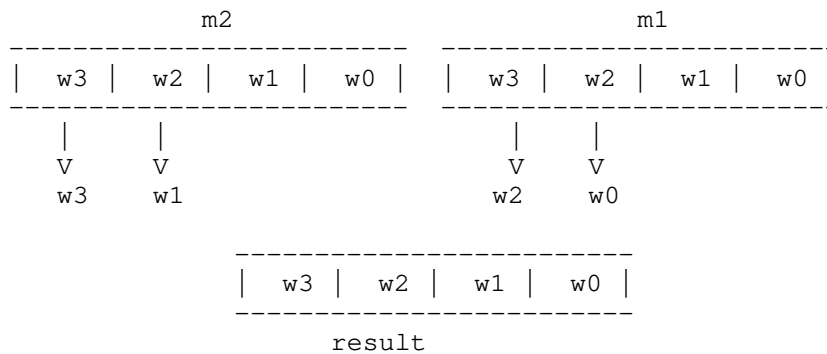 m2 m1
--------------------------- ---------------------------
| w3 | w2 | w1 | w0 | | w3 | w2 | w1 | w0
--------------------------- ---------------------------
| | | |
V V V V
w3 w1 w2 w0
---------------------------
| w3 | w2 | w1 | w0 |
---------------------------
result